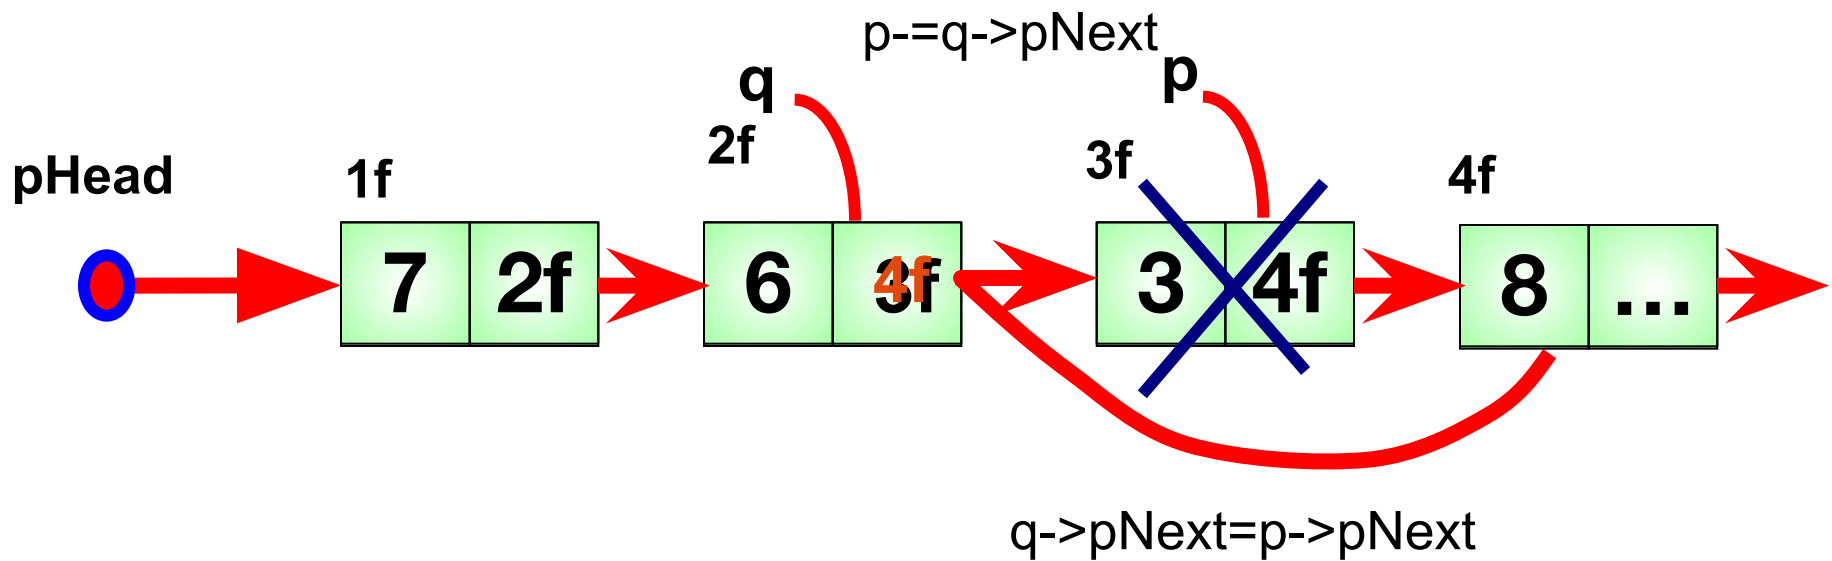 p-=q->pNext
q
p
2f
3f
pHead
1f
4f
7 2f
6 3f
4f
3 4f
8 ...
q->pNext=p->pNext